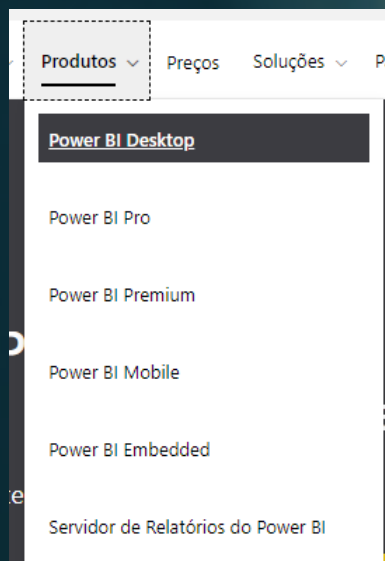 Produtos Preços Soluções P
Power BI Desktop
Power BI Pro
Power BI Premium
Power BI Mobile
Power BI Embedded
Servidor de Relatórios do Power BI